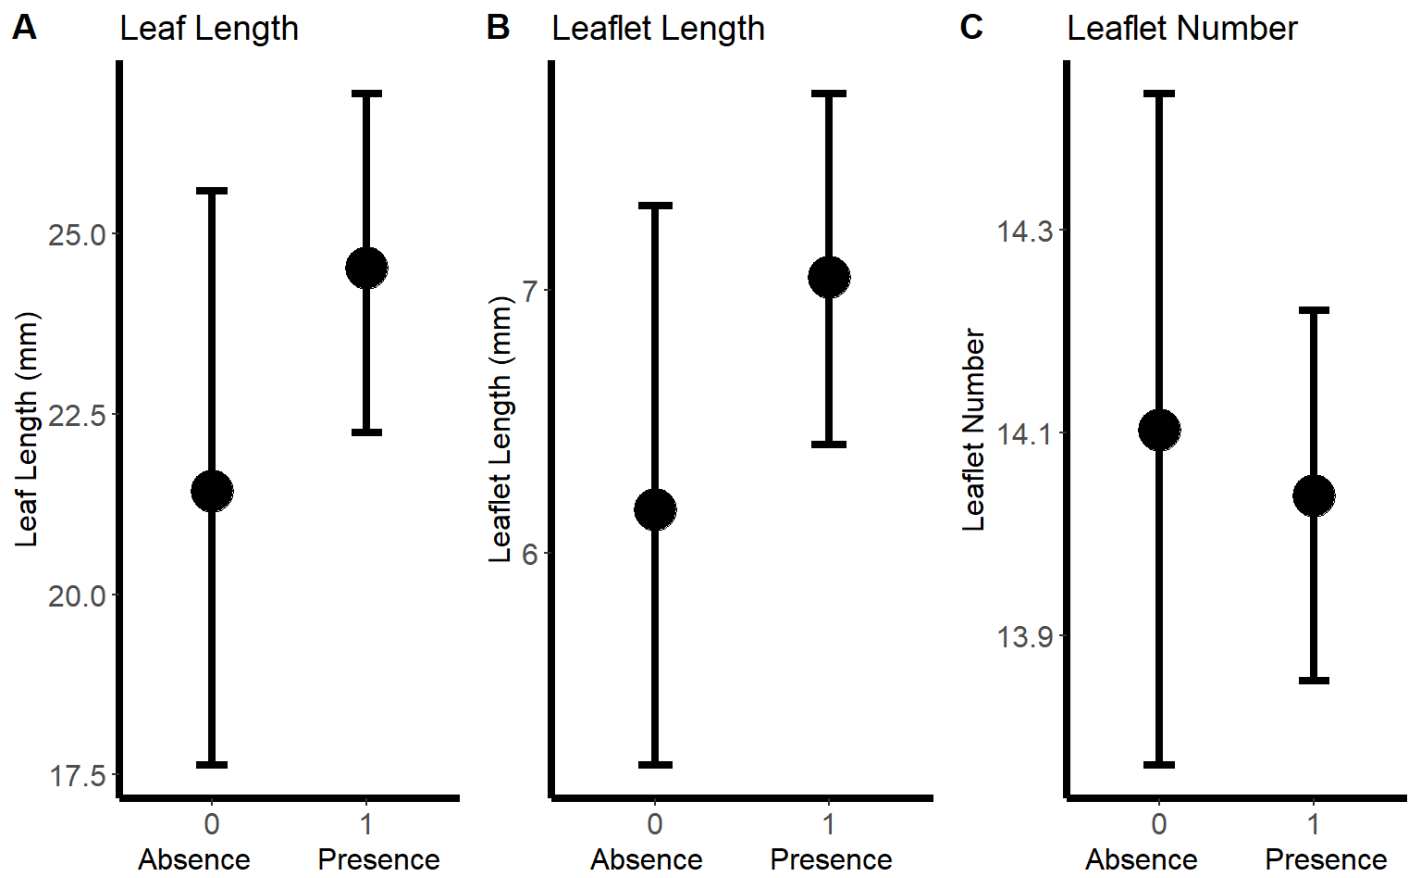 A Leaf Length
Leaf Length (mm)
25.0
22.5
20.0
17.5
0 1
Absence Presence
B Leaflet Length
Leaflet Length (mm)
7
6
0 1
Absence Presence
C Leaflet Number
Leaflet Number
14.3
14.1
13.9
0 1
Absence Presence